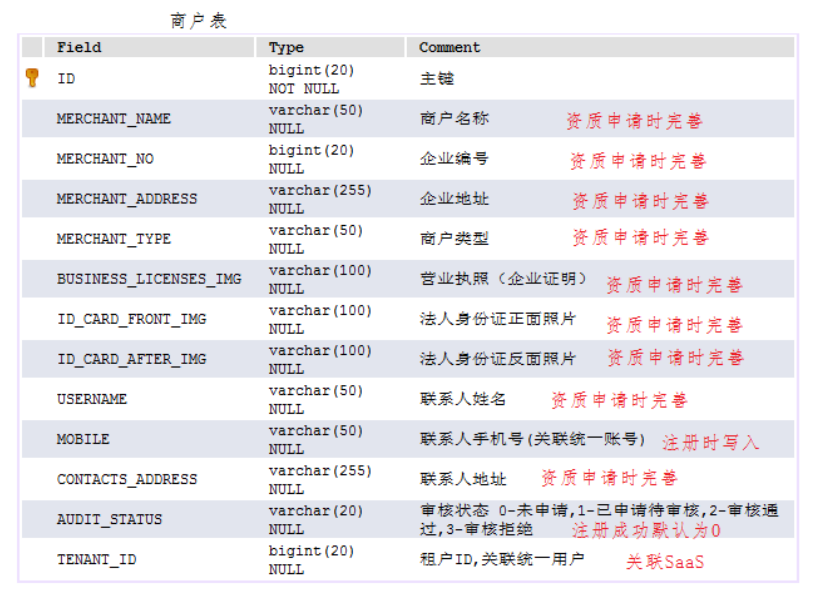 商户表
Field Type Comment
ID bigint(20) NOT NULL 主键
MERCHANT_NAME varchar(50) NULL 商户名称 资质申请时完善
MERCHANT_NO bigint(20) NULL 企业编号 资质申请时完善
MERCHANT_ADDRESS varchar(255) NULL 企业地址 资质申请时完善
MERCHANT_TYPE varchar(50) NULL 商户类型 资质申请时完善
BUSINESS_LICENSES_IMG varchar(100) NULL 营业执照（企业证明） 资质申请时完善
ID_CARD_FRONT_IMG varchar(100) NULL 法人身份证正面照片 资质申请时完善
ID_CARD_AFTER_IMG varchar(100) NULL 法人身份证反面照片 资质申请时完善
USERNAME varchar(50) NULL 联系人姓名 资质申请时完善
MOBILE varchar(50) NULL 联系人手机号(关联统一账号) 注册时写入
CONTACTS_ADDRESS varchar(255) NULL 联系人地址 资质申请时完善
AUDIT_STATUS varchar(20) NULL 审核状态 0-未申请,1-已申请待审核,2-审核通过,3-审核拒绝 注册成功默认为0
TENANT_ID bigint(20) NULL 租户ID,关联统一用户 关联SaaS